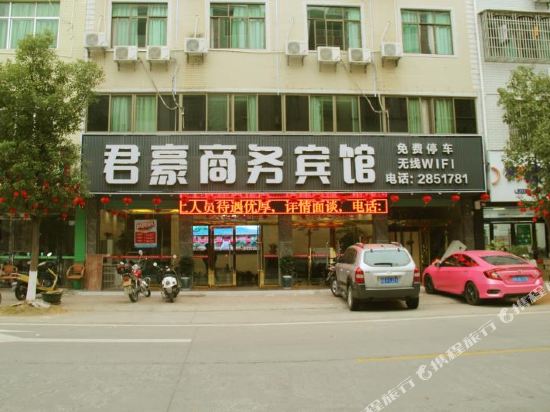 君豪商务宾馆
免费停车
无线WIFI
电话：2851781
工人员待遇优厚，详情面谈，电话：
携程旅行